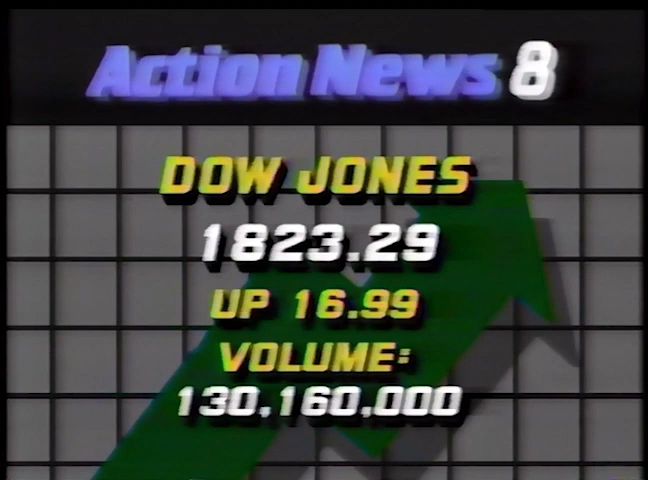 Action News 8
DOW JONES
1823.29
UP 16.99
VOLUME:
130,160,000